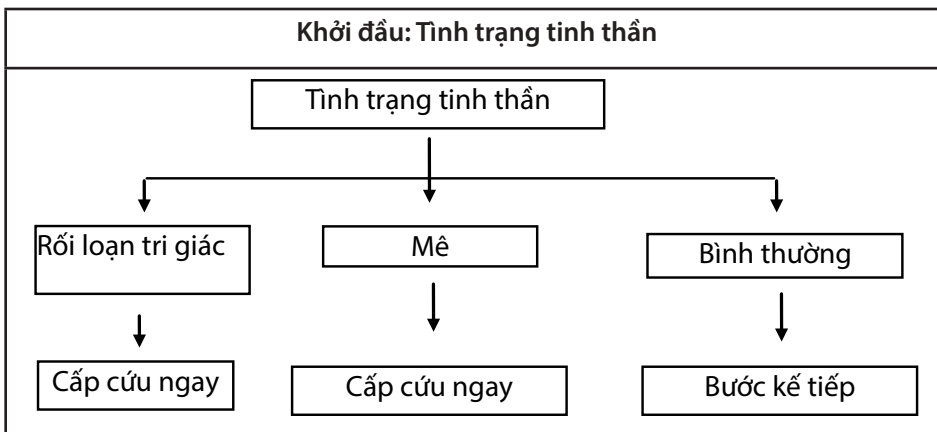 Khởi đầu: Tình trạng tinh thần
Tình trạng tinh thần
Rối loạn tri giác
Mê
Bình thường
Cấp cứu ngay
Cấp cứu ngay
Bước kế tiếp